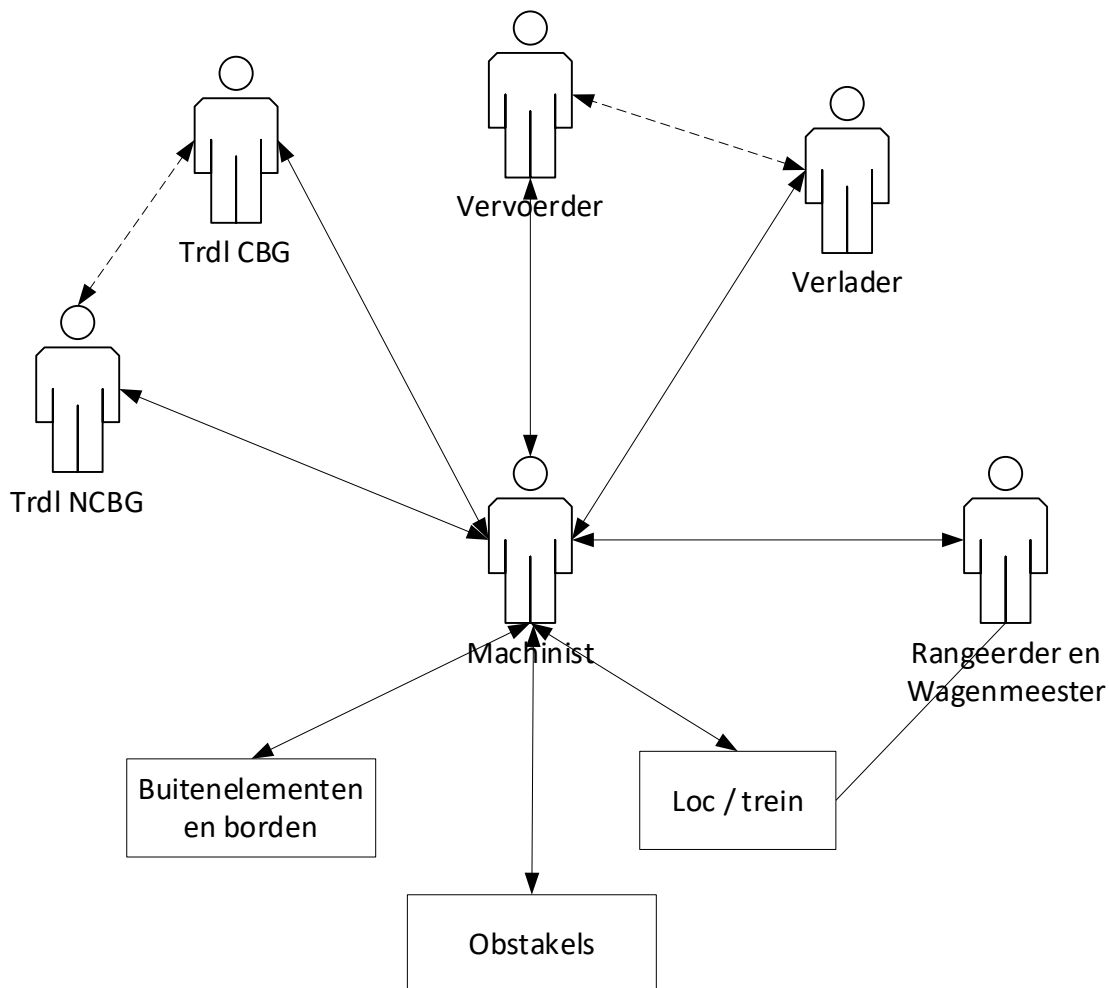 Vervoerder
Trdl CBG
Verlader
Trdl NCBG
Machinist
Rangeerder en
Wagenmeester
Buitenelementen
en borden
Loc / trein
Obstakels